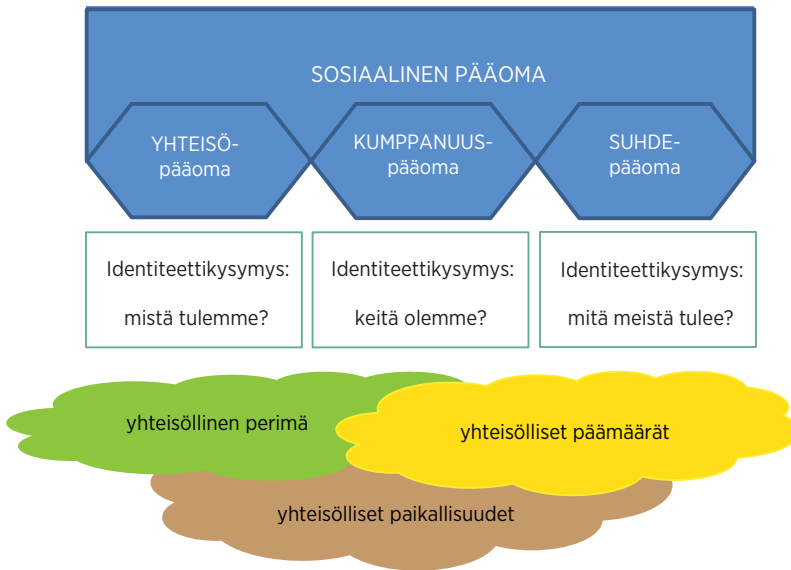 SOSIAALINEN PÄÄOMA
YHTEISÖ-
pääoma
KUMPPANUUS-
pääoma
SUHDE-
pääoma
Identiteettikysymys:
mistä tulemme?
Identiteettikysymys:
keitä olemme?
Identiteettikysymys:
mitä meistä tulee?
yhteisöllinen perimä
yhteisölliset päämäärät
yhteisölliset paikallisuudet